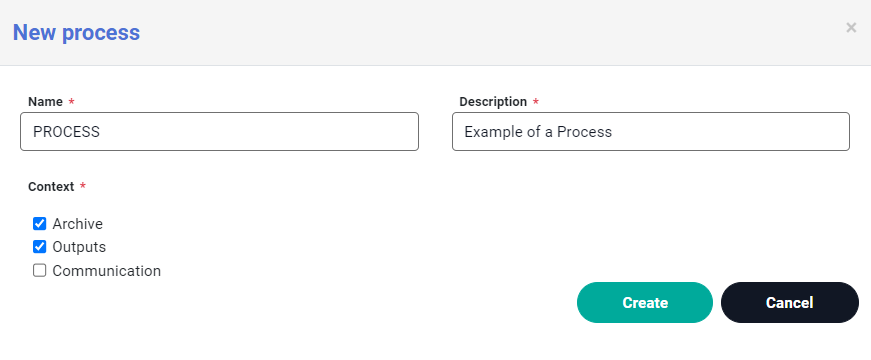 New process
×
Name *
Description *
PROCESS
Example of a Process
Context *
Archive
Outputs
Communication
Create
Cancel